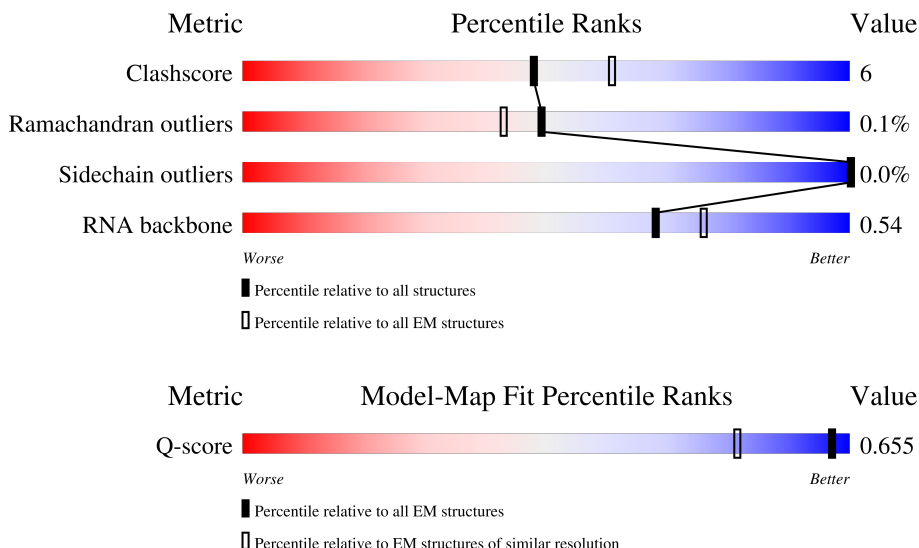 Metric Percentile Ranks Value
Clashscore 6
Ramachandran outliers 0.1%
Sidechain outliers 0.0%
RNA backbone 0.54
Worse Better
Percentile relative to all structures
Percentile relative to all EM structures
Metric Model-Map Fit Percentile Ranks Value
Q-score 0.655
Worse Better
Percentile relative to all EM structures
Percentile relative to EM structures of similar resolution